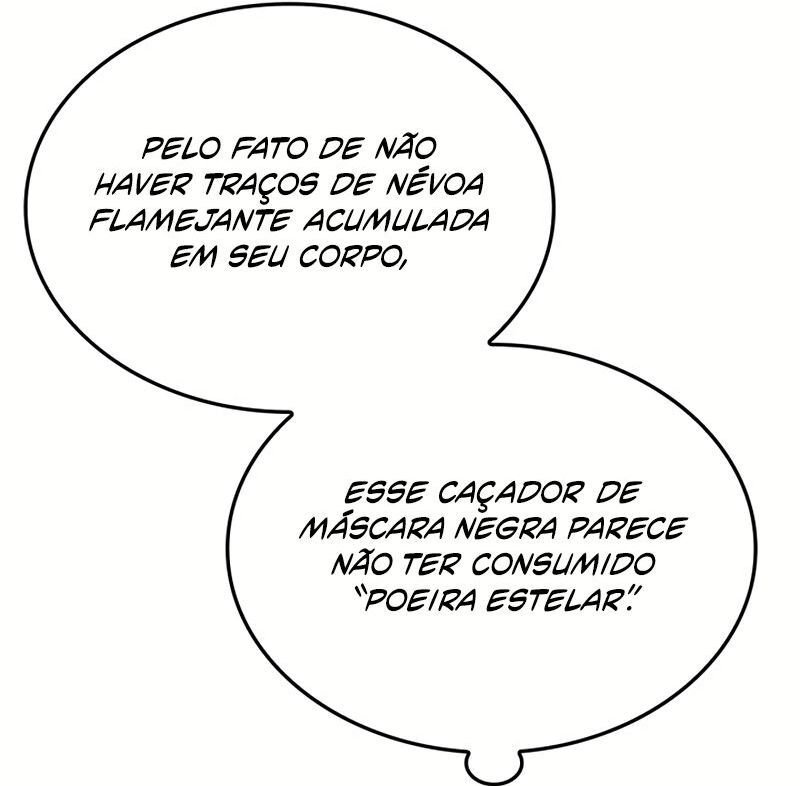 PELO FATO DE NÃO
HAVER TRAÇOS DE NÉVOA
FLAMEJANTE ACUMULADA
EM SEU CORPO,
ESSE CAÇADOR DE
MÁSCARA NEGRA PARECE
NÃO TER CONSUMIDO
“POEIRA ESTELAR”.